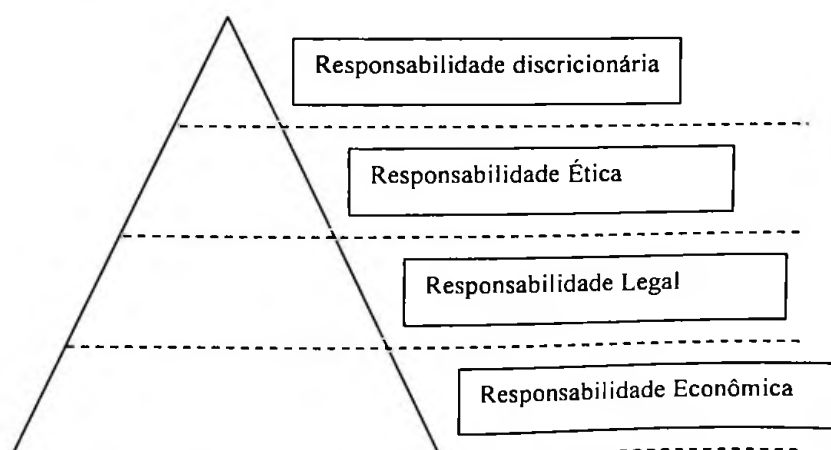 Responsabilidade discricionária
Responsabilidade Ética
Responsabilidade Legal
Responsabilidade Econômica